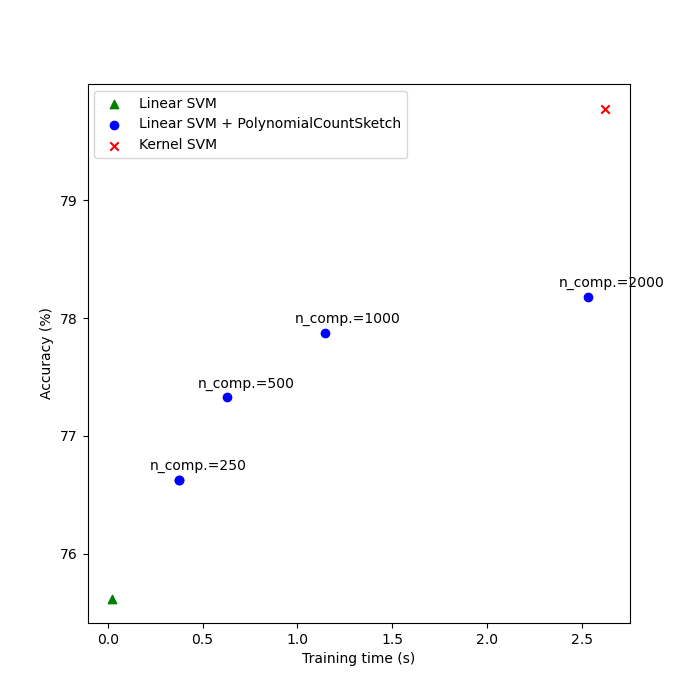 Linear SVM
Linear SVM + PolynomialCountSketch
Kernel SVM
79
n_comp.=2000
78
n_comp.=1000
n_comp.=500
77
n_comp.=250
76
Accuracy (%)
0.0 0.5 1.0 1.5 2.0 2.5
Training time (s)